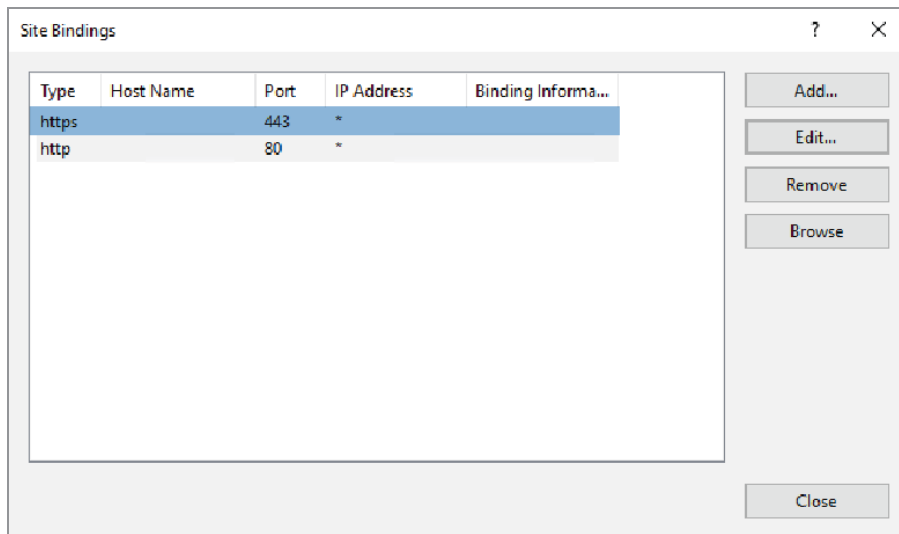 Site Bindings ?
Type Host Name Port IP Address Binding Informa... Add...
https 443 *
http 80 *
Edit...
Remove
Browse
Close